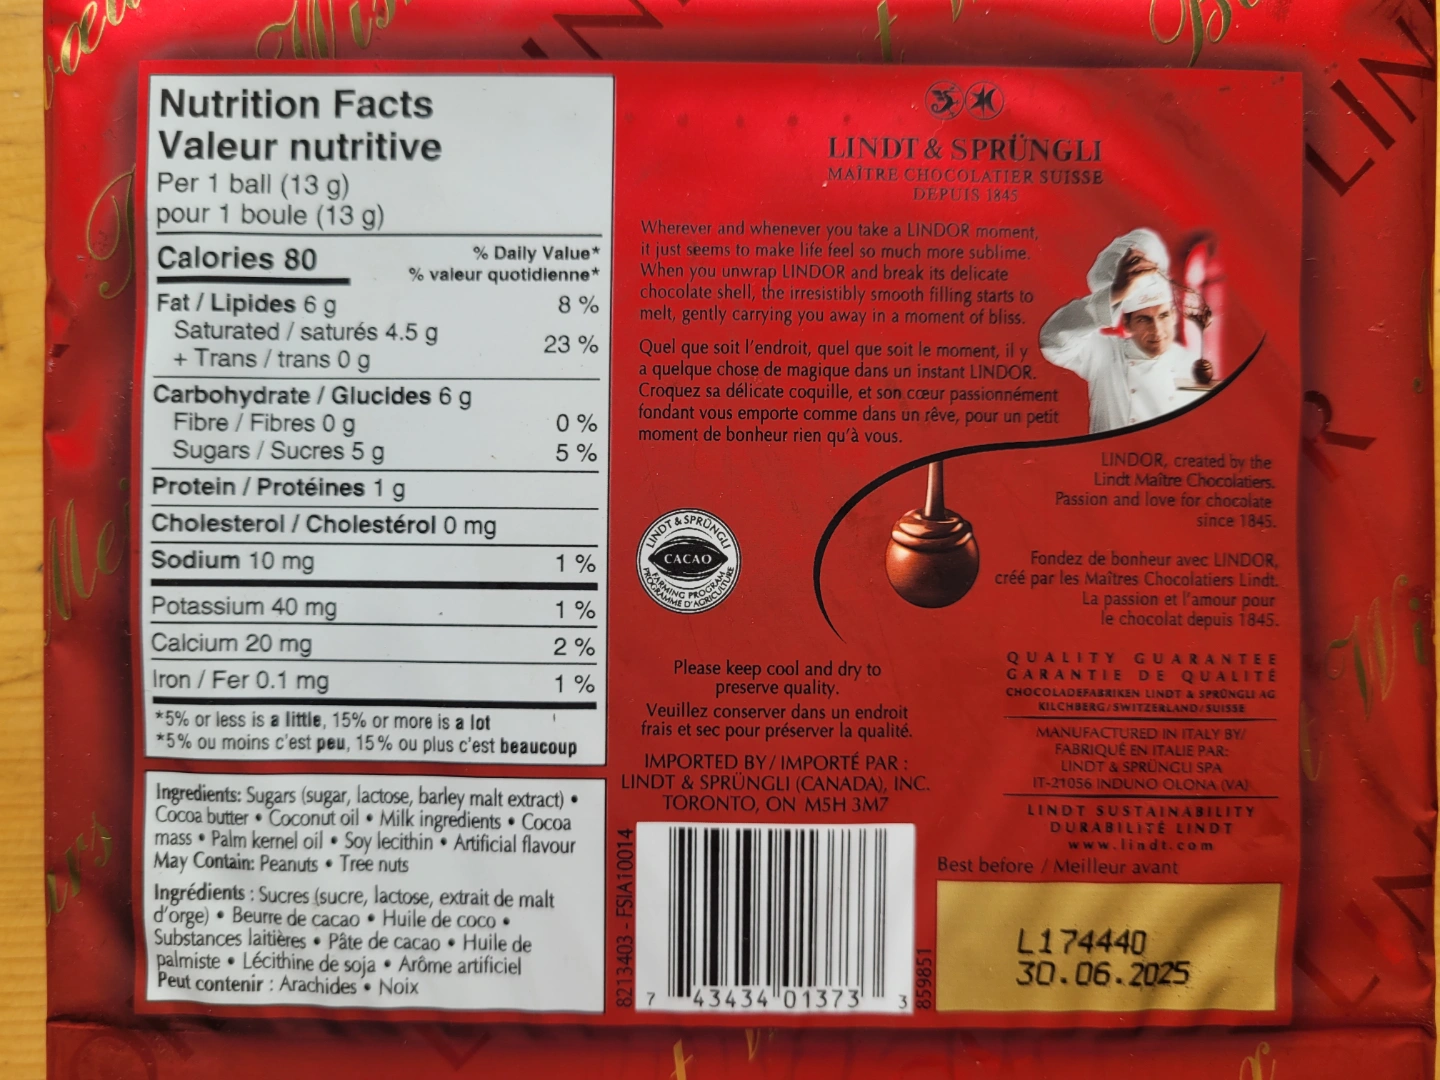 Nutrition Facts
Valeur nutritive
Per 1 ball (13 g)
pour 1 boule (13 g)
Calories 80
% Daily Value*
% valeur quotidienne*
Fat / Lipides 6 g 8 %
Saturated / saturés 4.5 g
+ Trans / trans 0 g 23 %
Carbohydrate / Glucides 6 g
Fibre / Fibres 0 g 0 %
Sugars / Sucres 5 g 5 %
Protein / Protéines 1 g
Cholesterol / Cholestérol 0 mg
Sodium 10 mg 1 %
Potassium 40 mg 1 %
Calcium 20 mg 2 %
Iron / Fer 0.1 mg 1 %
*5% or less is a little, 15% or more is a lot
*5% ou moins c'est peu, 15% ou plus c'est beaucoup
Ingredients: Sugars (sugar, lactose, barley malt extract) •
Cocoa butter • Coconut oil • Milk ingredients • Cocoa
mass • Palm kernel oil • Soy lecithin • Artificial flavour
May Contain: Peanuts • Tree nuts
Ingrédients : Sucres (sucre, lactose, extrait de malt
d'orge) • Beurre de cacao • Huile de coco •
Substances laitières • Pâte de cacao • Huile de
palmiste • Lécithine de soja • Arôme artificiel
Peut contenir : Arachides • Noix
LINDT & SPRÜNGLI
MAÎTRE CHOCOLATIER SUISSE
DEPUIS 1845
Wherever and whenever you take a LINDOR moment,
it just seems to make life feel so much more sublime.
When you unwrap LINDOR and break its delicate
chocolate shell, the irresistibly smooth filling starts to
melt, gently carrying you away in a moment of bliss.
Quel que soit l'endroit, quel que soit le moment, il y
a quelque chose de magique dans un instant LINDOR.
Croquez sa délicate coquille, et son cœur passionnément
fondant vous emporte comme dans un rêve, pour un petit
moment de bonheur rien qu'à vous.
LINDOR, created by the
Lindt Maître Chocolatiers.
Passion and love for chocolate
since 1845.
Fondez de bonheur avec LINDOR,
créé par les Maîtres Chocolatiers Lindt.
La passion et l'amour pour
le chocolat depuis 1845.
LINDT & SPRÜNGLI
CACAO
FARMING PROGRAM
PROGRAMME D'AGRICULTURE
Please keep cool and dry to
preserve quality.
Veuillez conserver dans un endroit
frais et sec pour préserver la qualité.
IMPORTED BY / IMPORTÉ PAR :
LINDT & SPRÜNGLI (CANADA), INC.
TORONTO, ON M5H 3M7
QUALITY GUARANTEE
GARANTIE DE QUALITÉ
CHOCOLADEFABRIKEN LINDT & SPRÜNGLI AG
KILCHBERG/SWITZERLAND/SUISSE
MANUFACTURED IN ITALY BY/
FABRIQUÉ EN ITALIE PAR:
LINDT & SPRÜNGLI SPA
IT-21056 INDUNO OLONA (VA)
LINDT SUSTAINABILITY
DURABILITÉ LINDT
www.lindt.com
Best before / Meilleur avant
L174440
30.06.2025
8213403 - FSIA10014
7 43434 01373 3
859851